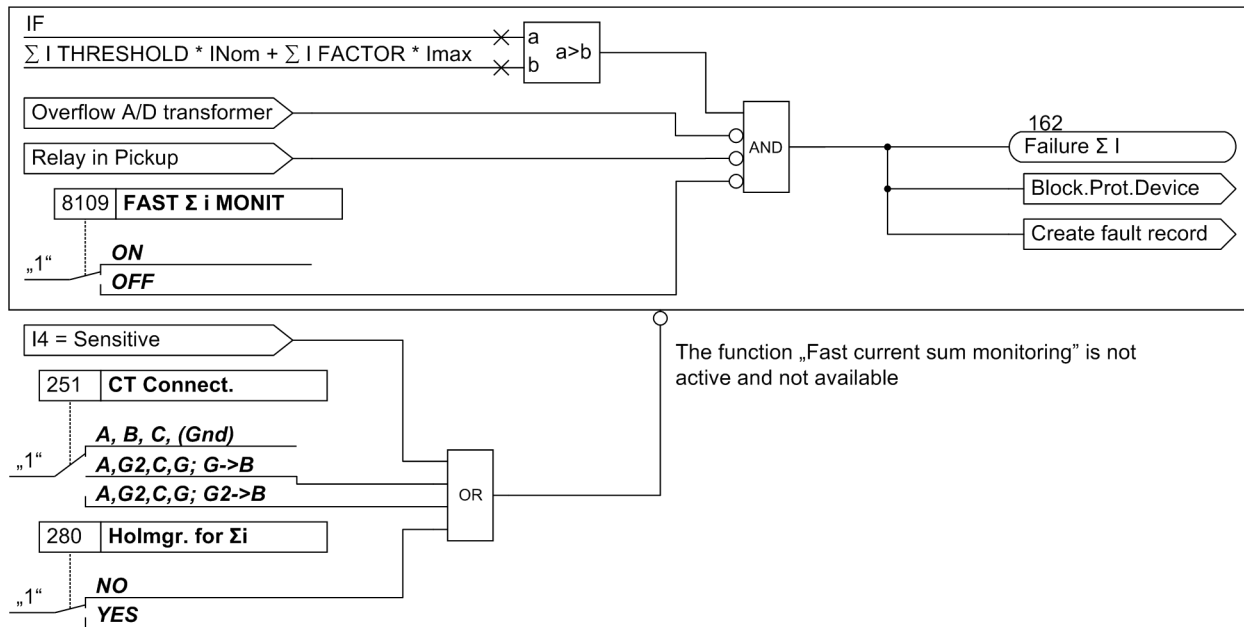 IF
∑ I THRESHOLD * INom + ∑ I FACTOR * Imax
a
b
a>b
Overflow A/D transformer
Relay in Pickup
AND
162
Failure Σ I
Block.Prot.Device
Create fault record
8109 FAST Σ i MONIT
„1“
ON
OFF
I4 = Sensitive
The function „Fast current sum monitoring” is not
active and not available
251 CT Connect.
„1“
A, B, C, (Gnd)
A,G2,C,G; G->B
A,G2,C,G; G2->B
OR
280 Holmgr. for Σi
„1“
NO
YES